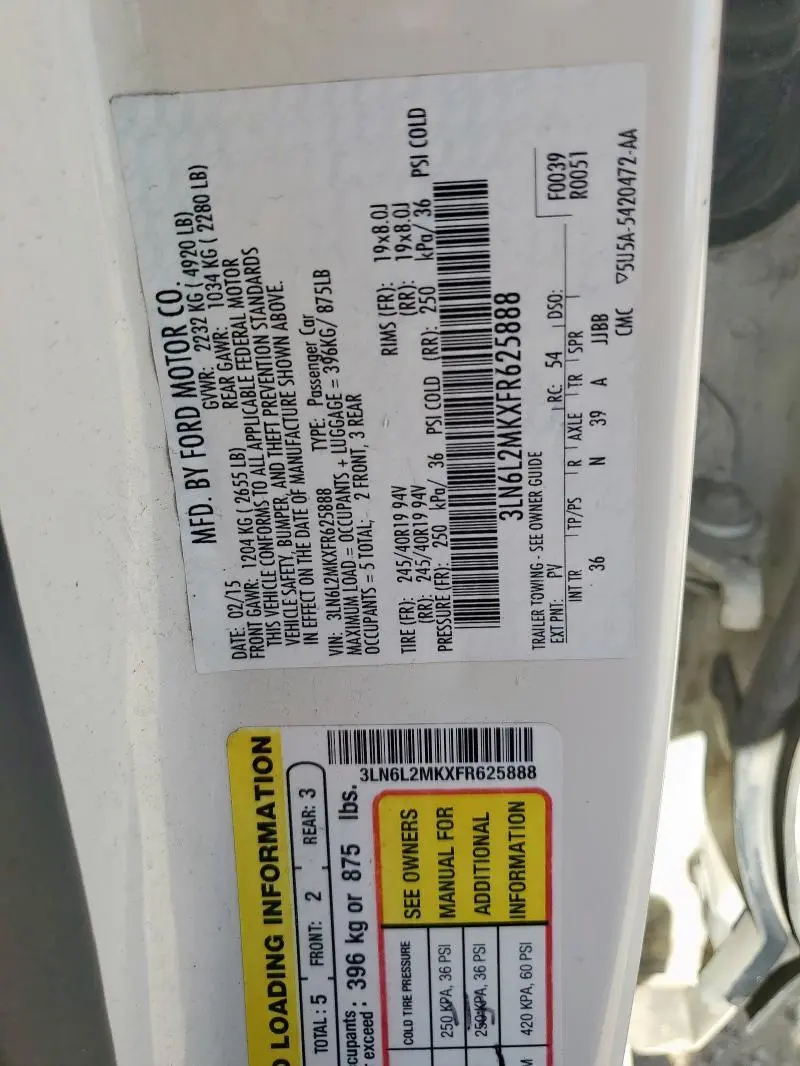 MFD. BY FORD MOTOR CO.
DATE: 02/15 GVWR: 2232 KG ( 4920 LB)
FRONT GAWR: 1204 KG ( 2655 LB) REAR GAWR: 1034 KG ( 2280 LB)
THIS VEHICLE CONFORMS TO ALL APPLICABLE FEDERAL MOTOR
VEHICLE SAFETY, BUMPER, AND THEFT PREVENTION STANDARDS
IN EFFECT ON THE DATE OF MANUFACTURE SHOWN ABOVE.
VIN: 3LN6L2MKXFR625888 TYPE: Passenger Car
MAXIMUM LOAD = OCCUPANTS + LUGGAGE = 396KG/ 875LB
OCCUPANTS = 5 TOTAL; 2 FRONT, 3 REAR
TIRE (FR): 245/40R19 94V RIMS (FR): 19x8.0J
(RR): 245/40R19 94V (RR): 19x8.0J
PRESSURE (FR): 250 kPa/ 36 PSI COLD (RR): 250 kPa/ 36 PSI COLD
3LN6L2MKXFR625888
TRAILER TOWING - SEE OWNER GUIDE
EXT PNT: PV RC: 54 DSO: F0039
R0051
INT TR TP/PS R AXLE TR SPR
36 N 39 A JJBB
CMC ▽5U5A-5420472-AA
LOADING INFORMATION
TOTAL: 5 FRONT: 2 REAR: 3
cupants
exceed : 396 kg or 875 lbs.
3LN6L2MKXFR625888
COLD TIRE PRESSURE SEE OWNERS
250 KPA, 36 PSI MANUAL FOR
250 KPA, 36 PSI ADDITIONAL
420 KPA, 60 PSI INFORMATION